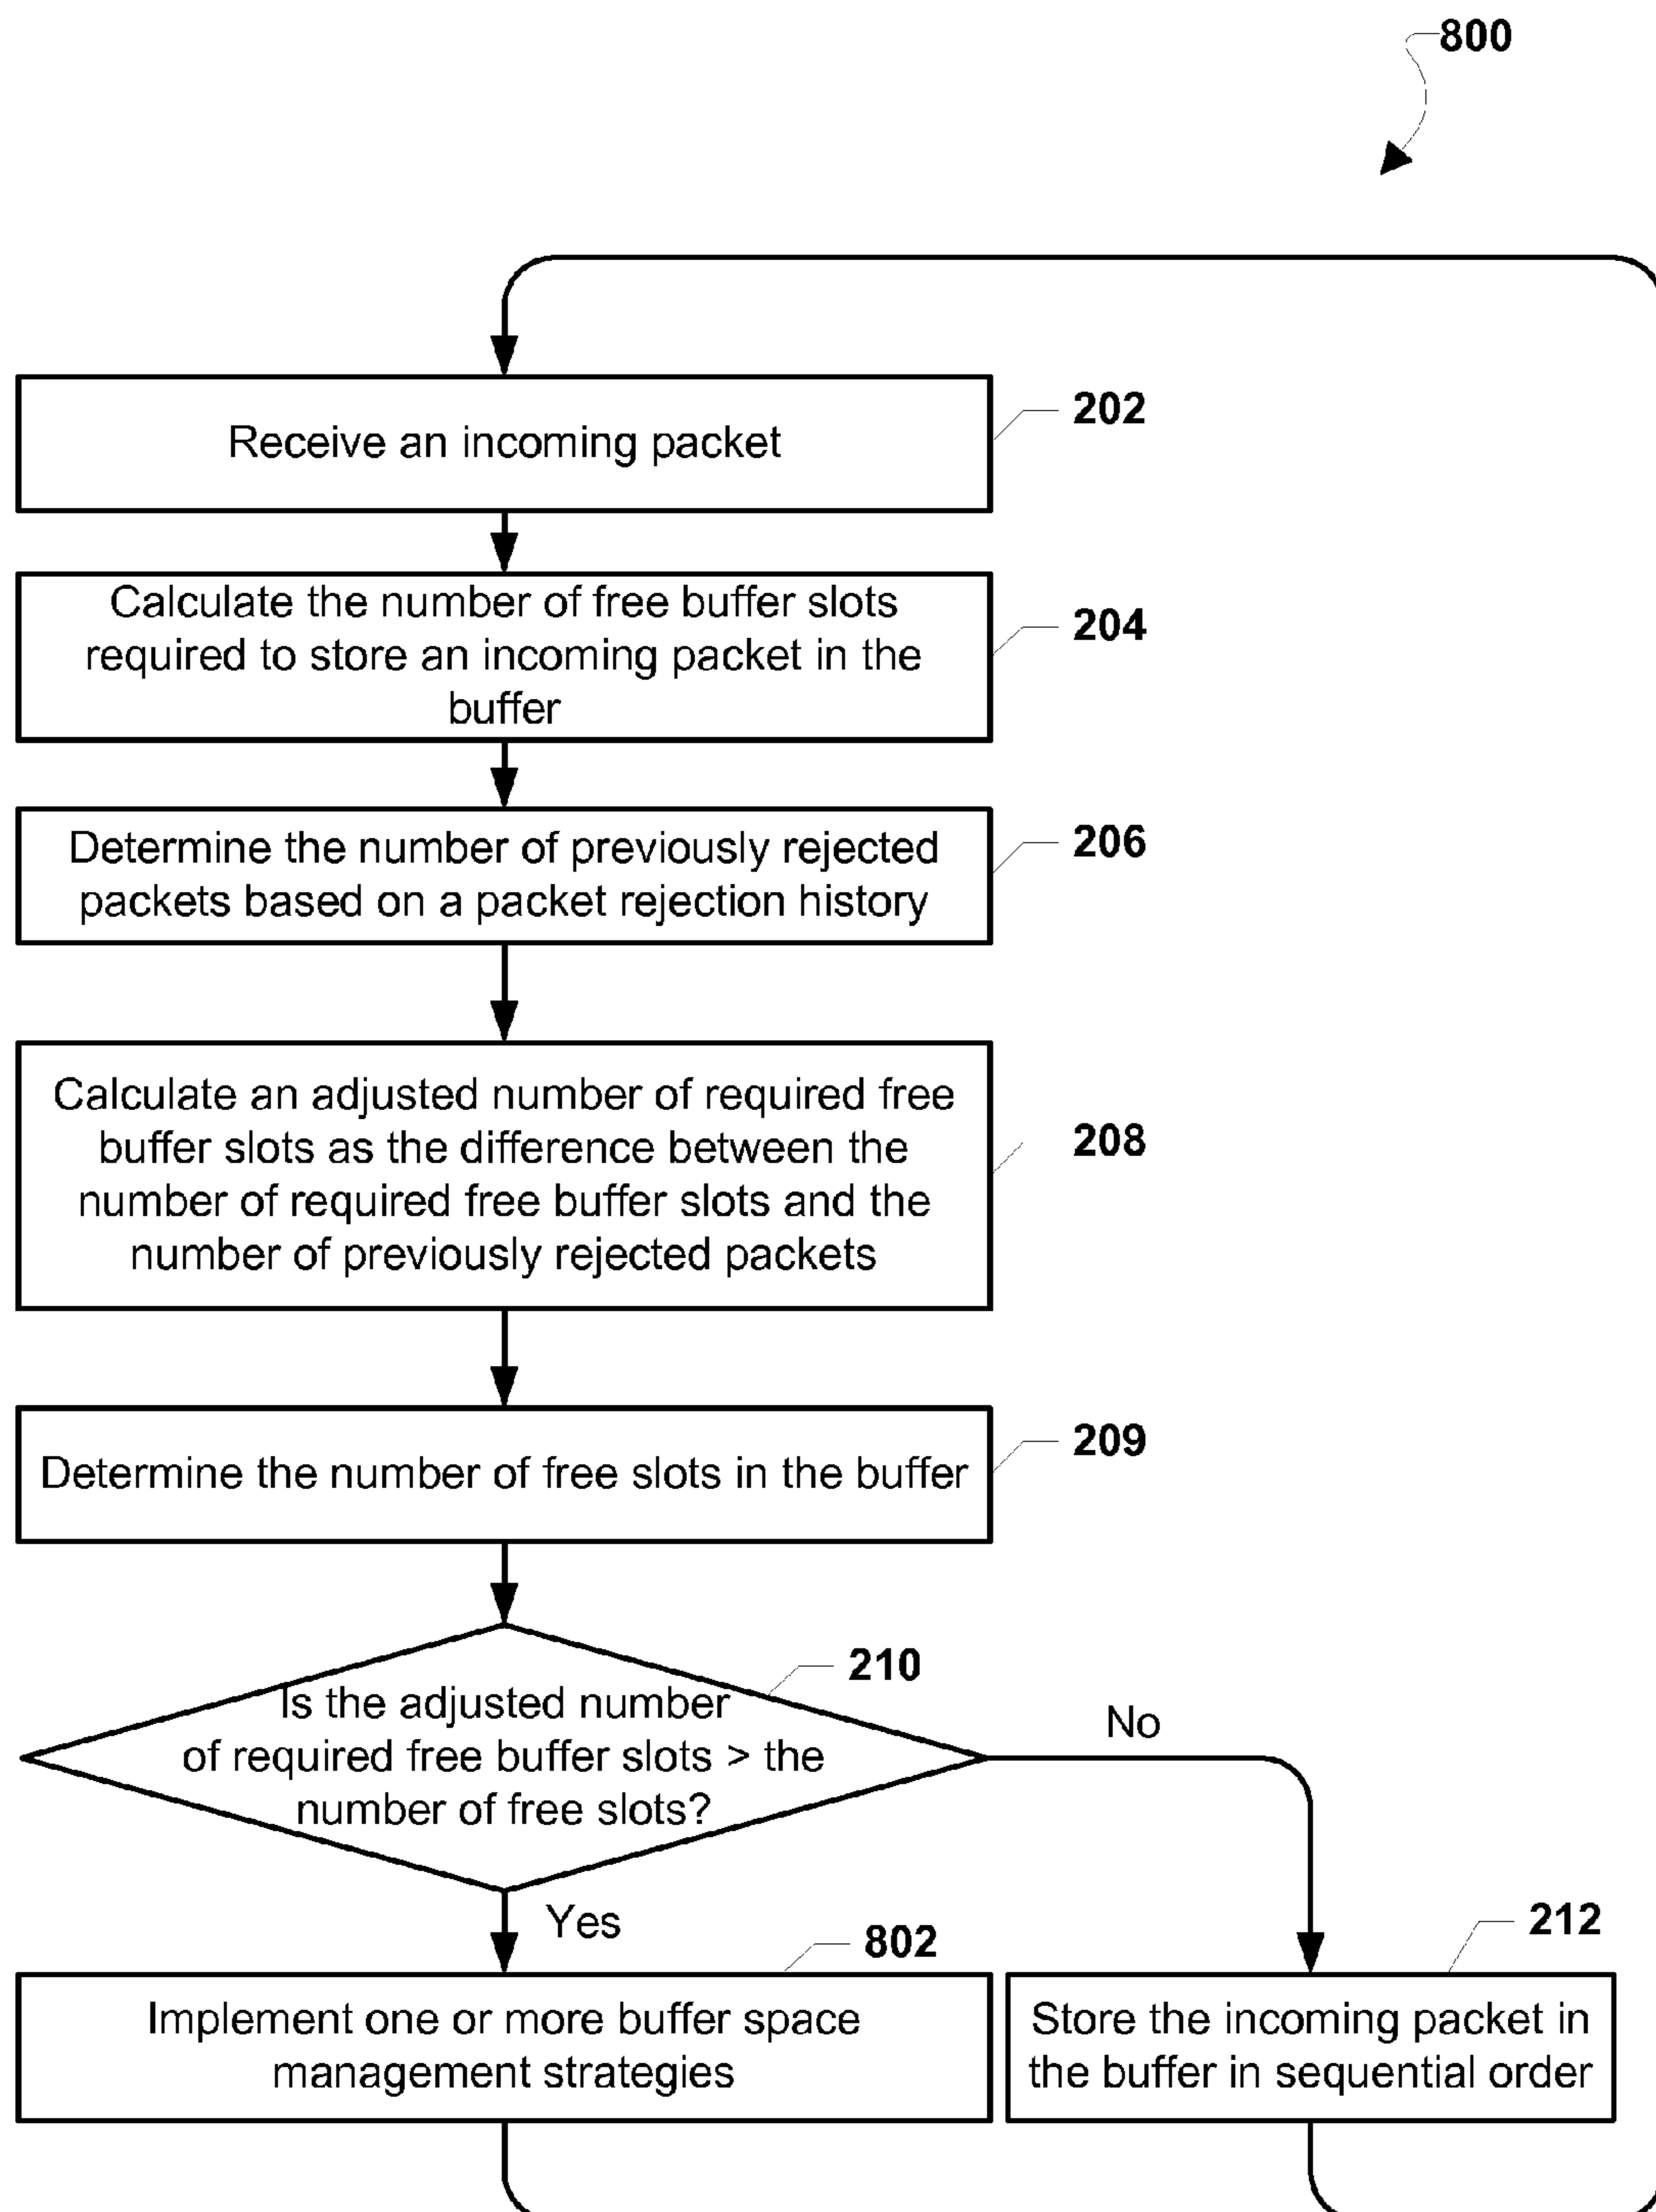 800
Receive an incoming packet
202
Calculate the number of free buffer slots
required to store an incoming packet in the
buffer
204
Determine the number of previously rejected
packets based on a packet rejection history
206
Calculate an adjusted number of required free
buffer slots as the difference between the
number of required free buffer slots and the
number of previously rejected packets
208
Determine the number of free slots in the buffer
209
210
Is the adjusted number
of required free buffer slots > the
number of free slots?
No
Yes
802
Implement one or more buffer space
management strategies
212
Store the incoming packet in
the buffer in sequential order